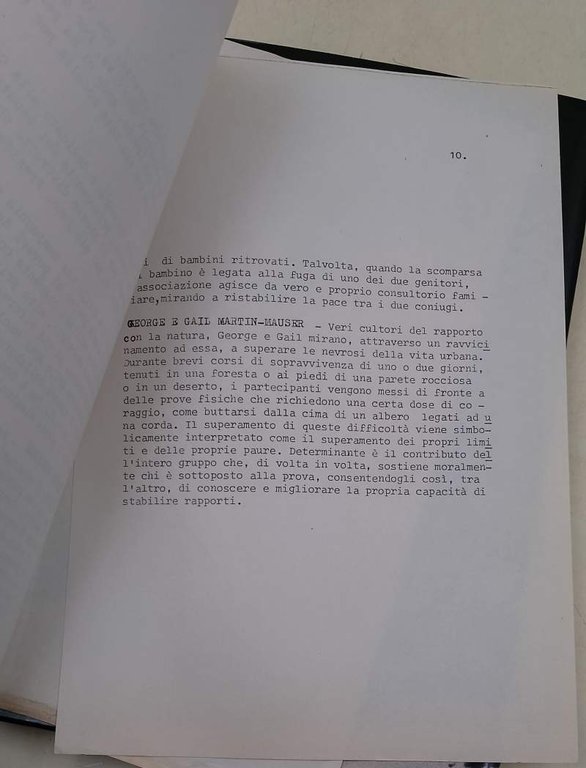 10.
i di bambini ritrovati. Talvolta, quando la scomparsa
bambino è legata alla fuga di uno dei due genitori,
associazione agisce da vero e proprio consultorio fami -
iare,mirando a ristabilire la pace tra i due coniugi.
GEORGE E GAIL MARTIN-MAUSER - Veri cultori del rapporto
con la natura, George e Gail mirano, attraverso un ravvici
namento ad essa, a superare le nevrosi della vita urbana.
Durante brevi corsi di sopravvivenza di uno o due giorni,
tenuti in una foresta o ai piedi di una parete rocciosa
o in un deserto, i partecipanti vengono messi di fronte a
delle prove fisiche che richiedono una certa dose di co -
raggio, come buttarsi dalla cima di un albero legati ad u
na corda. Il superamento di queste difficoltà viene simbo-
licamente interpretato come il superamento dei propri limi
ti e delle proprie paure. Determinante è il contributo del
l'intero gruppo che, di volta in volta, sostiene moralmen-
te chi è sottoposto alla prova, consentendogli così, tra
l'altro, di conoscere e migliorare la propria capacità di
stabilire rapporti.